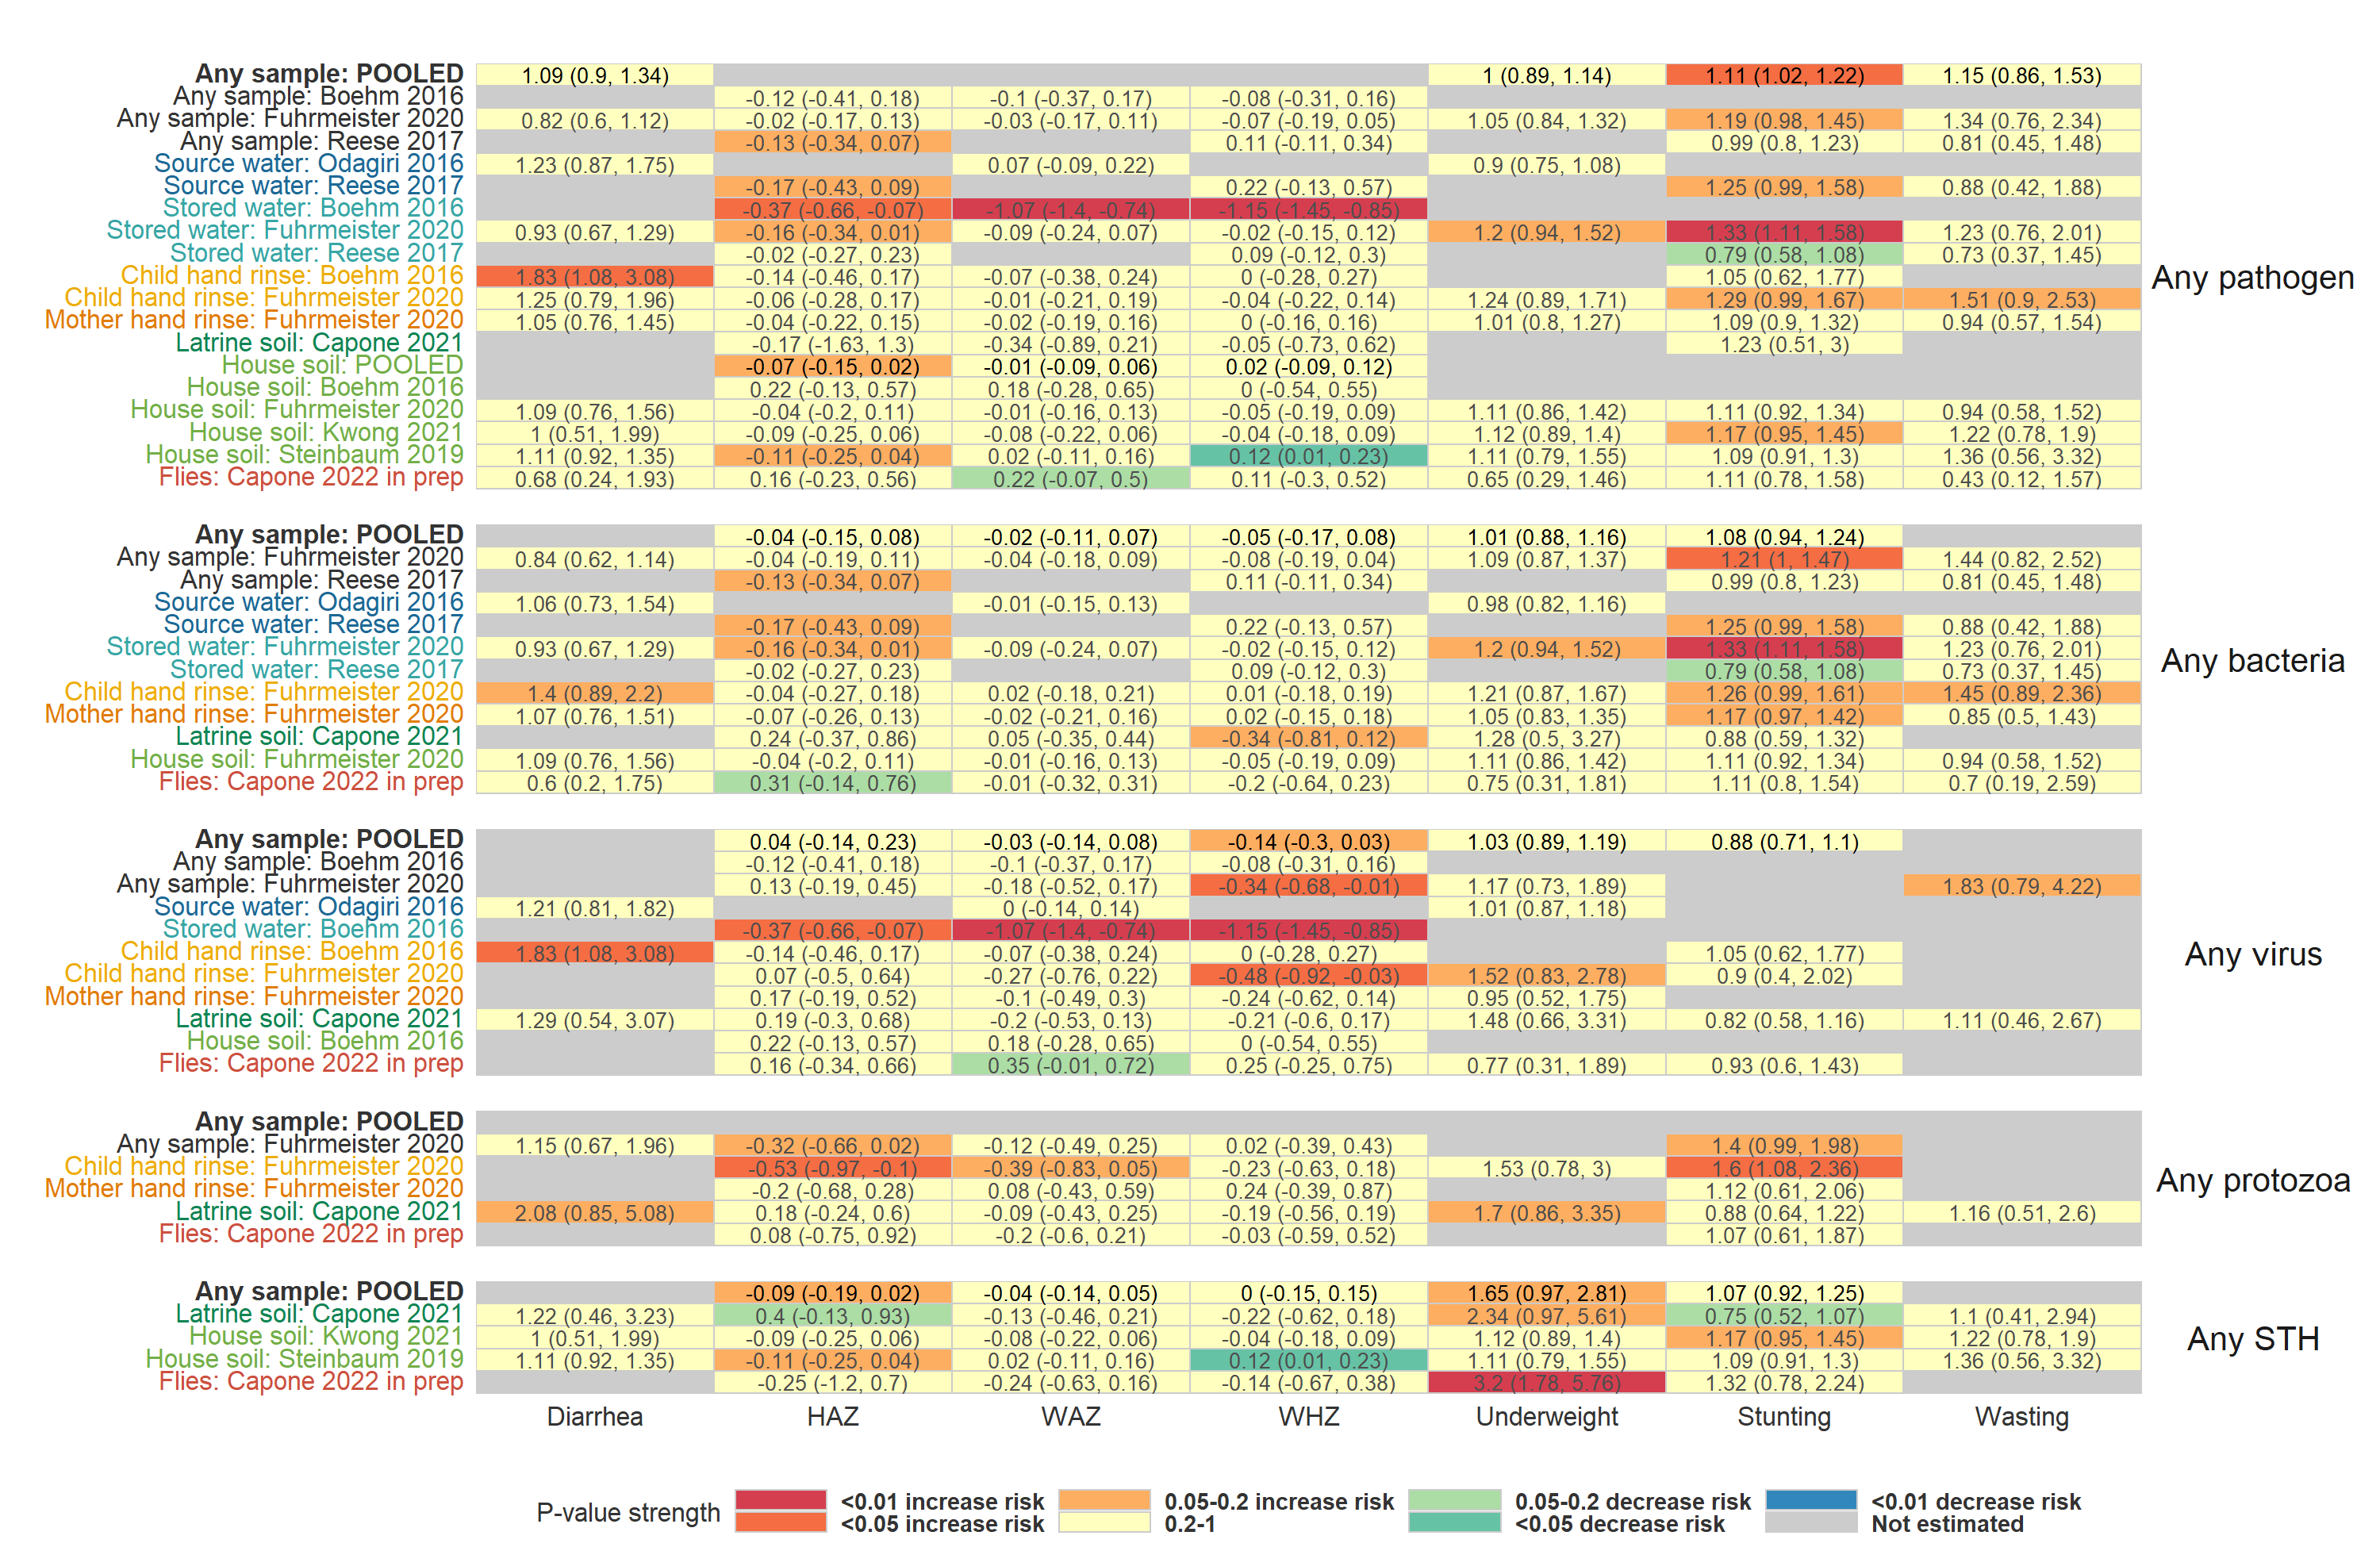 Any sample: POOLED 1.09 (0.9, 1.34) 1 (0.89, 1.14) 1.11 (1.02, 1.22) 1.15 (0.86, 1.53)
Any sample: Boehm 2016 -0.12 (-0.41, 0.18) -0.1 (-0.37, 0.17) -0.08 (-0.31, 0.16)
Any sample: Fuhrmeister 2020 0.82 (0.6, 1.12) -0.02 (-0.17, 0.13) -0.03 (-0.17, 0.11) -0.07 (-0.19, 0.05) 1.05 (0.84, 1.32) 1.19 (0.98, 1.45) 1.34 (0.76, 2.34)
Any sample: Reese 2017 -0.13 (-0.34, 0.07) 0.11 (-0.11, 0.34) 0.99 (0.8, 1.23) 0.81 (0.45, 1.48)
Source water: Odagiri 2016 1.23 (0.87, 1.75) 0.07 (-0.09, 0.22) 0.9 (0.75, 1.08)
Source water: Reese 2017 -0.17 (-0.43, 0.09) 0.22 (-0.13, 0.57) 1.25 (0.99, 1.58) 0.88 (0.42, 1.88)
Stored water: Boehm 2016 -0.37 (-0.66, -0.07) -1.07 (-1.4, -0.74) -1.15 (-1.45, -0.85)
Stored water: Fuhrmeister 2020 0.93 (0.67, 1.29) -0.16 (-0.34, 0.01) -0.09 (-0.24, 0.07) -0.02 (-0.15, 0.12) 1.2 (0.94, 1.52) 1.33 (1.11, 1.58) 1.23 (0.76, 2.01)
Stored water: Reese 2017 -0.02 (-0.27, 0.23) 0.09 (-0.12, 0.3) 0.79 (0.58, 1.08) 0.73 (0.37, 1.45)
Child hand rinse: Boehm 2016 1.83 (1.08, 3.08) -0.14 (-0.46, 0.17) -0.07 (-0.38, 0.24) 0 (-0.28, 0.27) 1.05 (0.62, 1.77)
Child hand rinse: Fuhrmeister 2020 1.25 (0.79, 1.96) -0.06 (-0.28, 0.17) -0.01 (-0.21, 0.19) -0.04 (-0.22, 0.14) 1.24 (0.89, 1.71) 1.29 (0.99, 1.67) 1.51 (0.9, 2.53)
Mother hand rinse: Fuhrmeister 2020 1.05 (0.76, 1.45) -0.04 (-0.22, 0.15) -0.02 (-0.19, 0.16) 0 (-0.16, 0.16) 1.01 (0.8, 1.27) 1.09 (0.9, 1.32) 0.94 (0.57, 1.54)
Latrine soil: Capone 2021 -0.17 (-1.63, 1.3) -0.34 (-0.89, 0.21) -0.05 (-0.73, 0.62) 1.23 (0.51, 3)
House soil: POOLED -0.07 (-0.15, 0.02) -0.01 (-0.09, 0.06) 0.02 (-0.09, 0.12)
House soil: Boehm 2016 0.22 (-0.13, 0.57) 0.18 (-0.28, 0.65) 0 (-0.54, 0.55)
House soil: Fuhrmeister 2020 1.09 (0.76, 1.56) -0.04 (-0.2, 0.11) -0.01 (-0.16, 0.13) -0.05 (-0.19, 0.09) 1.11 (0.86, 1.42) 1.11 (0.92, 1.34) 0.94 (0.58, 1.52)
House soil: Kwong 2021 1 (0.51, 1.99) -0.09 (-0.25, 0.06) -0.08 (-0.22, 0.06) -0.04 (-0.18, 0.09) 1.12 (0.89, 1.4) 1.17 (0.95, 1.45) 1.22 (0.78, 1.9)
House soil: Steinbaum 2019 1.11 (0.92, 1.35) -0.11 (-0.25, 0.04) 0.02 (-0.11, 0.16) 0.12 (0.01, 0.23) 1.11 (0.79, 1.55) 1.09 (0.91, 1.3) 1.36 (0.56, 3.32)
Flies: Capone 2022 in prep 0.68 (0.24, 1.93) 0.16 (-0.23, 0.56) 0.22 (-0.07, 0.5) 0.11 (-0.3, 0.52) 0.65 (0.29, 1.46) 1.11 (0.78, 1.58) 0.43 (0.12, 1.57)
Any pathogen
Any sample: POOLED -0.04 (-0.15, 0.08) -0.02 (-0.11, 0.07) -0.05 (-0.17, 0.08) 1.01 (0.88, 1.16) 1.08 (0.94, 1.24)
Any sample: Fuhrmeister 2020 0.84 (0.62, 1.14) -0.04 (-0.19, 0.11) -0.04 (-0.18, 0.09) -0.08 (-0.19, 0.04) 1.09 (0.87, 1.37) 1.21 (1, 1.47) 1.44 (0.82, 2.52)
Any sample: Reese 2017 -0.13 (-0.34, 0.07) 0.11 (-0.11, 0.34) 0.99 (0.8, 1.23) 0.81 (0.45, 1.48)
Source water: Odagiri 2016 1.06 (0.73, 1.54) -0.01 (-0.15, 0.13) 0.98 (0.82, 1.16)
Source water: Reese 2017 -0.17 (-0.43, 0.09) 0.22 (-0.13, 0.57) 1.25 (0.99, 1.58) 0.88 (0.42, 1.88)
Stored water: Fuhrmeister 2020 0.93 (0.67, 1.29) -0.16 (-0.34, 0.01) -0.09 (-0.24, 0.07) -0.02 (-0.15, 0.12) 1.2 (0.94, 1.52) 1.33 (1.11, 1.58) 1.23 (0.76, 2.01)
Stored water: Reese 2017 -0.02 (-0.27, 0.23) 0.09 (-0.12, 0.3) 0.79 (0.58, 1.08) 0.73 (0.37, 1.45)
Child hand rinse: Fuhrmeister 2020 1.4 (0.89, 2.2) -0.04 (-0.27, 0.18) 0.02 (-0.18, 0.21) 0.01 (-0.18, 0.19) 1.21 (0.87, 1.67) 1.26 (0.99, 1.61) 1.45 (0.89, 2.36)
Mother hand rinse: Fuhrmeister 2020 1.07 (0.76, 1.51) -0.07 (-0.26, 0.13) -0.02 (-0.21, 0.16) 0.02 (-0.15, 0.18) 1.05 (0.83, 1.35) 1.17 (0.97, 1.42) 0.85 (0.5, 1.43)
Latrine soil: Capone 2021 0.24 (-0.37, 0.86) 0.05 (-0.35, 0.44) -0.34 (-0.81, 0.12) 1.28 (0.5, 3.27) 0.88 (0.59, 1.32)
House soil: Fuhrmeister 2020 1.09 (0.76, 1.56) -0.04 (-0.2, 0.11) -0.01 (-0.16, 0.13) -0.05 (-0.19, 0.09) 1.11 (0.86, 1.42) 1.11 (0.92, 1.34) 0.94 (0.58, 1.52)
Flies: Capone 2022 in prep 0.6 (0.2, 1.75) 0.31 (-0.14, 0.76) -0.01 (-0.32, 0.31) -0.2 (-0.64, 0.23) 0.75 (0.31, 1.81) 1.11 (0.8, 1.54) 0.7 (0.19, 2.59)
Any bacteria
Any sample: POOLED 0.04 (-0.14, 0.23) -0.03 (-0.14, 0.08) -0.14 (-0.3, 0.03) 1.03 (0.89, 1.19) 0.88 (0.71, 1.1)
Any sample: Boehm 2016 -0.12 (-0.41, 0.18) -0.1 (-0.37, 0.17) -0.08 (-0.31, 0.16)
Any sample: Fuhrmeister 2020 0.13 (-0.19, 0.45) -0.18 (-0.52, 0.17) -0.34 (-0.68, -0.01) 1.17 (0.73, 1.89) 1.83 (0.79, 4.22)
Source water: Odagiri 2016 1.21 (0.81, 1.82) 0 (-0.14, 0.14) 1.01 (0.87, 1.18)
Stored water: Boehm 2016 -0.37 (-0.66, -0.07) -1.07 (-1.4, -0.74) -1.15 (-1.45, -0.85)
Child hand rinse: Boehm 2016 1.83 (1.08, 3.08) -0.14 (-0.46, 0.17) -0.07 (-0.38, 0.24) 0 (-0.28, 0.27) 1.05 (0.62, 1.77)
Child hand rinse: Fuhrmeister 2020 0.07 (-0.5, 0.64) -0.27 (-0.76, 0.22) -0.48 (-0.92, -0.03) 1.52 (0.83, 2.78) 0.9 (0.4, 2.02)
Mother hand rinse: Fuhrmeister 2020 0.17 (-0.19, 0.52) -0.1 (-0.49, 0.3) -0.24 (-0.62, 0.14) 0.95 (0.52, 1.75)
Latrine soil: Capone 2021 1.29 (0.54, 3.07) 0.19 (-0.3, 0.68) -0.2 (-0.53, 0.13) -0.21 (-0.6, 0.17) 1.48 (0.66, 3.31) 0.82 (0.58, 1.16) 1.11 (0.46, 2.67)
House soil: Boehm 2016 0.22 (-0.13, 0.57) 0.18 (-0.28, 0.65) 0 (-0.54, 0.55)
Flies: Capone 2022 in prep 0.16 (-0.34, 0.66) 0.35 (-0.01, 0.72) 0.25 (-0.25, 0.75) 0.77 (0.31, 1.89) 0.93 (0.6, 1.43)
Any virus
Any sample: POOLED
Any sample: Fuhrmeister 2020 1.15 (0.67, 1.96) -0.32 (-0.66, 0.02) -0.12 (-0.49, 0.25) 0.02 (-0.39, 0.43) 1.4 (0.99, 1.98)
Child hand rinse: Fuhrmeister 2020 -0.53 (-0.97, -0.1) -0.39 (-0.83, 0.05) -0.23 (-0.63, 0.18) 1.53 (0.78, 3) 1.6 (1.08, 2.36)
Mother hand rinse: Fuhrmeister 2020 -0.2 (-0.68, 0.28) 0.08 (-0.43, 0.59) 0.24 (-0.39, 0.87) 1.12 (0.61, 2.06)
Latrine soil: Capone 2021 2.08 (0.85, 5.08) 0.18 (-0.24, 0.6) -0.09 (-0.43, 0.25) -0.19 (-0.56, 0.19) 1.7 (0.86, 3.35) 0.88 (0.64, 1.22) 1.16 (0.51, 2.6)
Flies: Capone 2022 in prep 0.08 (-0.75, 0.92) -0.2 (-0.6, 0.21) -0.03 (-0.59, 0.52) 1.07 (0.61, 1.87)
Any protozoa
Any sample: POOLED -0.09 (-0.19, 0.02) -0.04 (-0.14, 0.05) 0 (-0.15, 0.15) 1.65 (0.97, 2.81) 1.07 (0.92, 1.25)
Latrine soil: Capone 2021 1.22 (0.46, 3.23) 0.4 (-0.13, 0.93) -0.13 (-0.46, 0.21) -0.22 (-0.62, 0.18) 2.34 (0.97, 5.61) 0.75 (0.52, 1.07) 1.1 (0.41, 2.94)
House soil: Kwong 2021 1 (0.51, 1.99) -0.09 (-0.25, 0.06) -0.08 (-0.22, 0.06) -0.04 (-0.18, 0.09) 1.12 (0.89, 1.4) 1.17 (0.95, 1.45) 1.22 (0.78, 1.9)
House soil: Steinbaum 2019 1.11 (0.92, 1.35) -0.11 (-0.25, 0.04) 0.02 (-0.11, 0.16) 0.12 (0.01, 0.23) 1.11 (0.79, 1.55) 1.09 (0.91, 1.3) 1.36 (0.56, 3.32)
Flies: Capone 2022 in prep -0.25 (-1.2, 0.7) -0.24 (-0.63, 0.16) -0.14 (-0.67, 0.38) 3.2 (1.78, 5.76) 1.32 (0.78, 2.24)
Any STH
Diarrhea HAZ WAZ WHZ Underweight Stunting Wasting
P-value strength
<0.01 increase risk 0.05-0.2 increase risk 0.05-0.2 decrease risk <0.01 decrease risk
<0.05 increase risk 0.2-1 <0.05 decrease risk Not estimated